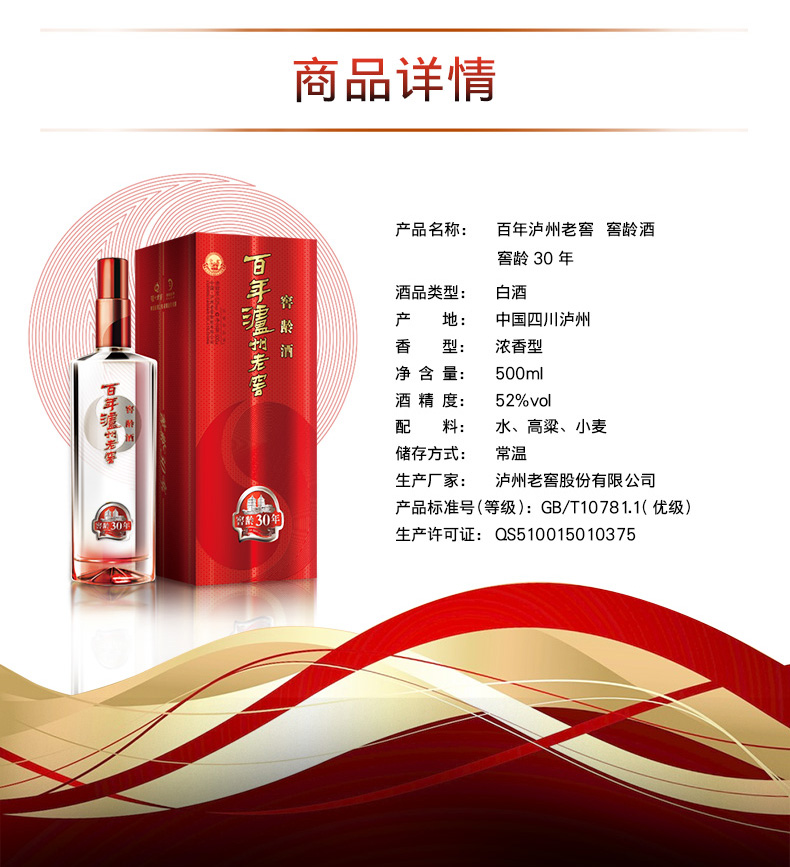 商品详情
产品名称： 百年泸州老窖 窖龄酒
窖龄 30 年
酒品类型： 白酒
产 地： 中国四川泸州
香 型： 浓香型
净 含 量： 500ml
酒 精 度： 52%vol
配 料： 水、高粱、小麦
储存方式： 常温
生产厂家： 泸州老窖股份有限公司
产品标准号(等级)： GB/T10781.1( 优级)
生产许可证： QS510015010375
百年泸州老窖
窖龄酒
窖龄30年
百年泸州老窖
窖龄酒
窖龄30年